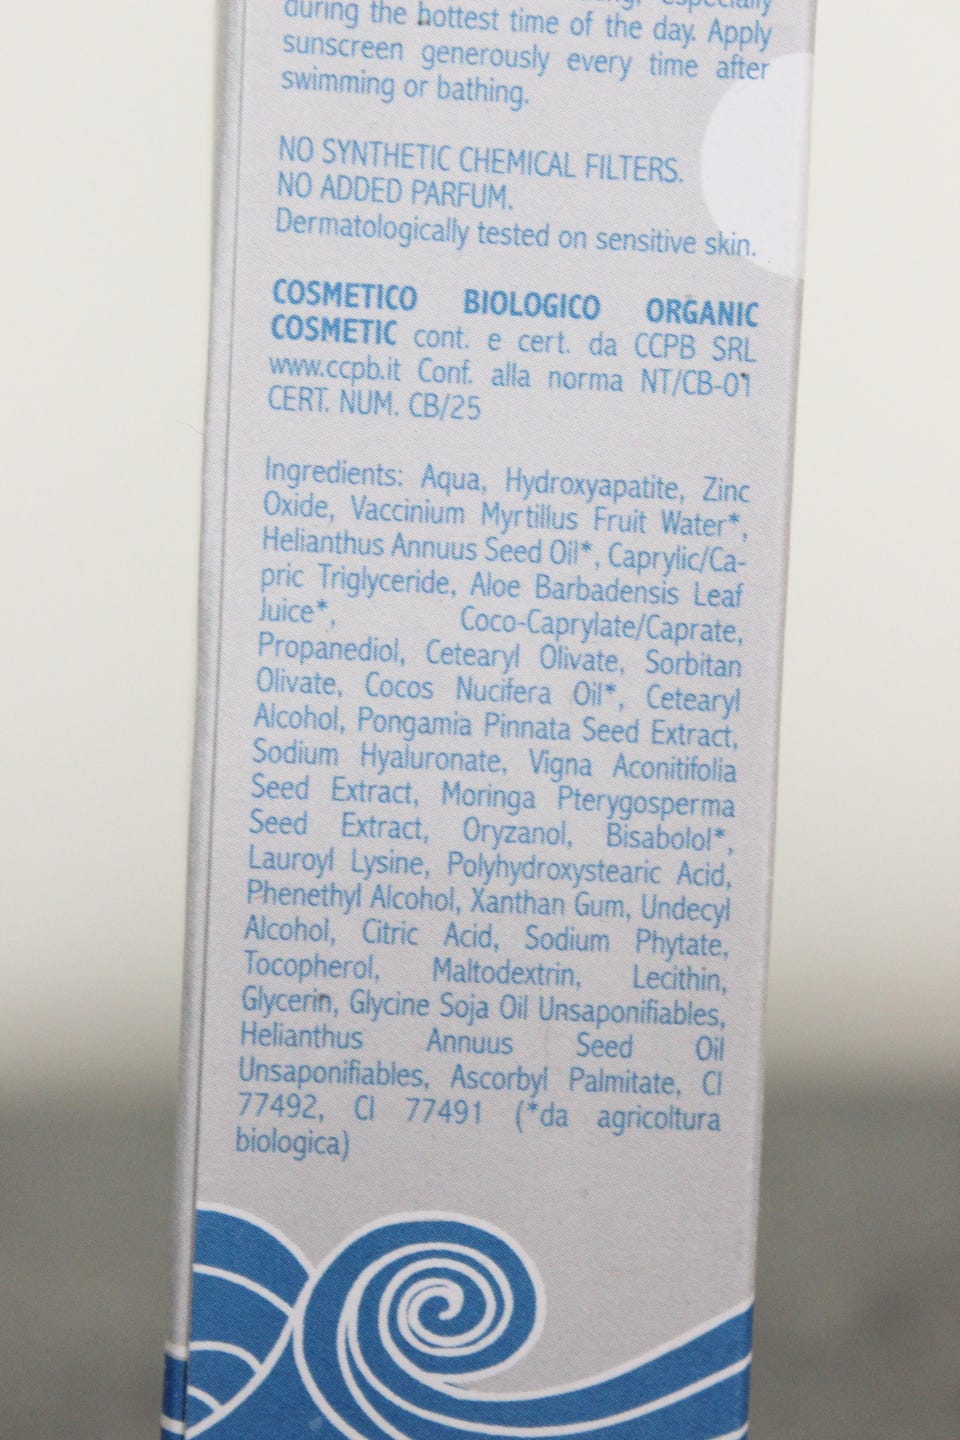 especially
during the hottest time of the day. Apply
sunscreen generously every time after
swimming or bathing.
NO SYNTHETIC CHEMICAL FILTERS.
NO ADDED PARFUM.
Dermatologically tested on sensitive skin.
COSMETICO BIOLOGICO ORGANIC
COSMETIC cont. e cert. da CCPB SRL
www.ccpb.it Conf. alla norma NT/CB-01
CERT. NUM. CB/25
Ingredients: Aqua, Hydroxyapatite, Zinc
Oxide, Vaccinium Myrtillus Fruit Water*,
Helianthus Annuus Seed Oil*, Caprylic/Ca-
pric Triglyceride, Aloe Barbadensis Leaf
Juice*, Coco-Caprylate/Caprate,
Propanediol, Cetearyl Olivate, Sorbitan
Olivate, Cocos Nucifera Oil*, Cetearyl
Alcohol, Pongamia Pinnata Seed Extract,
Sodium Hyaluronate, Vigna Aconitifolia
Seed Extract, Moringa Pterygosperma
Seed Extract, Oryzanol, Bisabolol*,
Lauroyl Lysine, Polyhydroxystearic Acid,
Phenethyl Alcohol, Xanthan Gum, Undecyl
Alcohol, Citric Acid, Sodium Phytate,
Tocopherol, Maltodextrin, Lecithin,
Glycerin, Glycine Soja Oil Unsaponifiables,
Helianthus Annuus Seed Oil
Unsaponifiables, Ascorbyl Palmitate, CI
77492, CI 77491 (*da agricoltura
biologica)